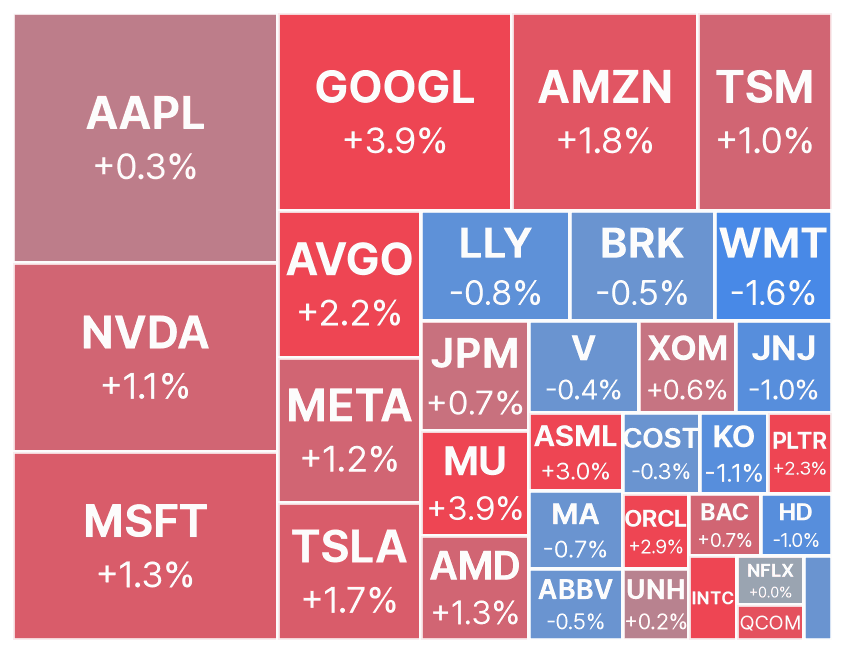 AAPL
+0.3%
GOOGL
+3.9%
AMZN
+1.8%
TSM
+1.0%
NVDA
+1.1%
MSFT
+1.3%
AVGO
+2.2%
META
+1.2%
TSLA
+1.7%
LLY
-0.8%
BRK
-0.5%
WMT
-1.6%
JPM
+0.7%
MU
+3.9%
AMD
+1.3%
V
-0.4%
XOM
+0.6%
JNJ
-1.0%
ASML
+3.0%
COST
-0.3%
KO
-1.1%
PLTR
+2.3%
MA
-0.7%
ABBV
-0.5%
ORCL
+2.9%
UNH
+0.2%
BAC
+0.7%
HD
-1.0%
INTC
NFLX
+0.0%
QCOM